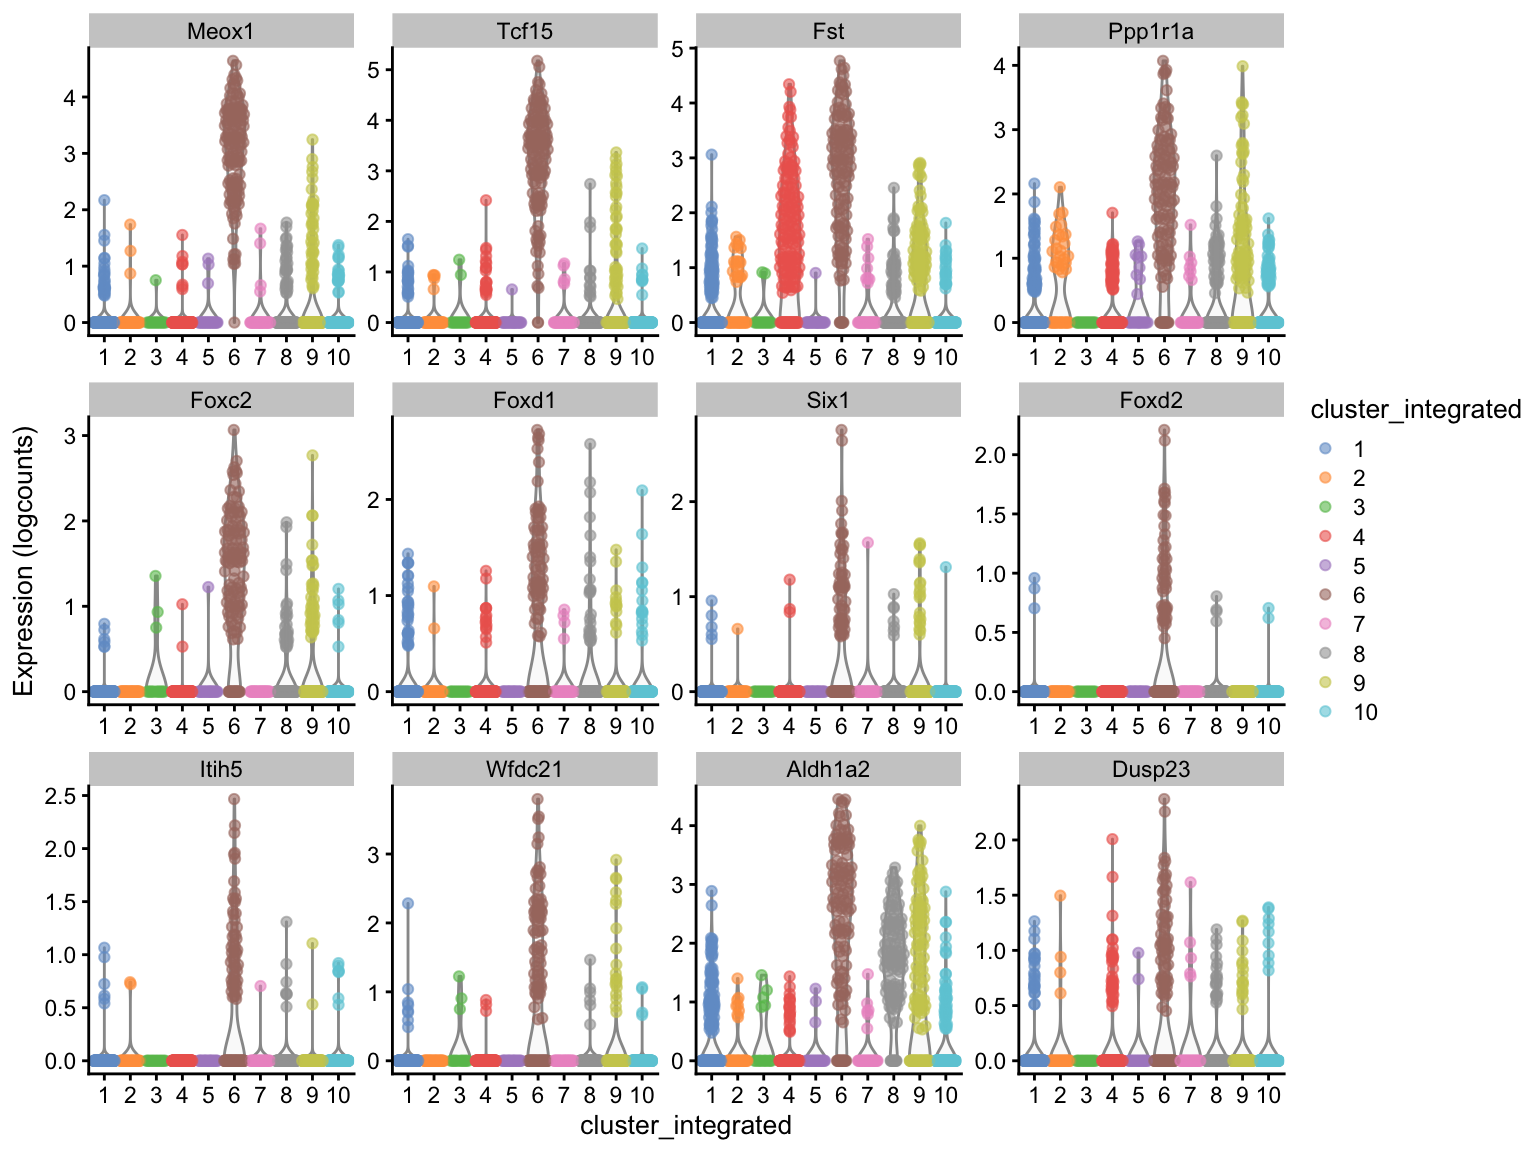 Meox1 Tcf15 Fst Ppp1r1a
4 3 2 1 0
5 4 3 2 1 0
5 4 3 2 1 0
4 3 2 1 0
1 2 3 4 5 6 7 8 9 10
1 2 3 4 5 6 7 8 9 10
1 2 3 4 5 6 7 8 9 10
1 2 3 4 5 6 7 8 9 10
Foxc2 Foxd1 Six1 Foxd2
3 2 1 0
2 1 0
2 1 0
2.0 1.5 1.0 0.5 0.0
1 2 3 4 5 6 7 8 9 10
1 2 3 4 5 6 7 8 9 10
1 2 3 4 5 6 7 8 9 10
1 2 3 4 5 6 7 8 9 10
Itih5 Wfdc21 Aldh1a2 Dusp23
2.5 2.0 1.5 1.0 0.5 0.0
3 2 1 0
4 3 2 1 0
2.0 1.5 1.0 0.5 0.0
1 2 3 4 5 6 7 8 9 10
1 2 3 4 5 6 7 8 9 10
1 2 3 4 5 6 7 8 9 10
1 2 3 4 5 6 7 8 9 10
Expression (logcounts)
cluster_integrated
cluster_integrated
1
2
3
4
5
6
7
8
9
10